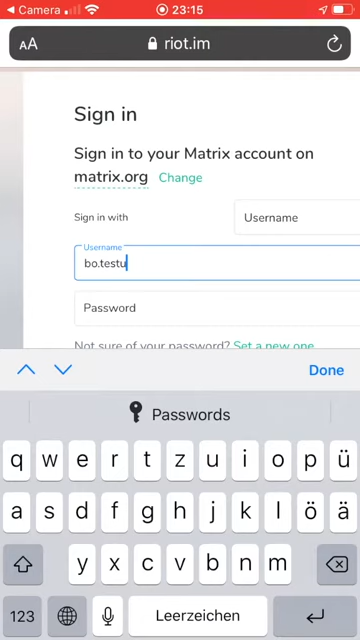 Camera 23:15
AA riot.im
Sign in
Sign in to your Matrix account on
matrix.org Change
Sign in with Username
Username
bo.testu
Password
Not sure of your password? Set a new one
Done
Passwords
q w e r t z u i o p ü
a s d f g h j k l ö ä
y x c v b n m
123 Leerzeichen